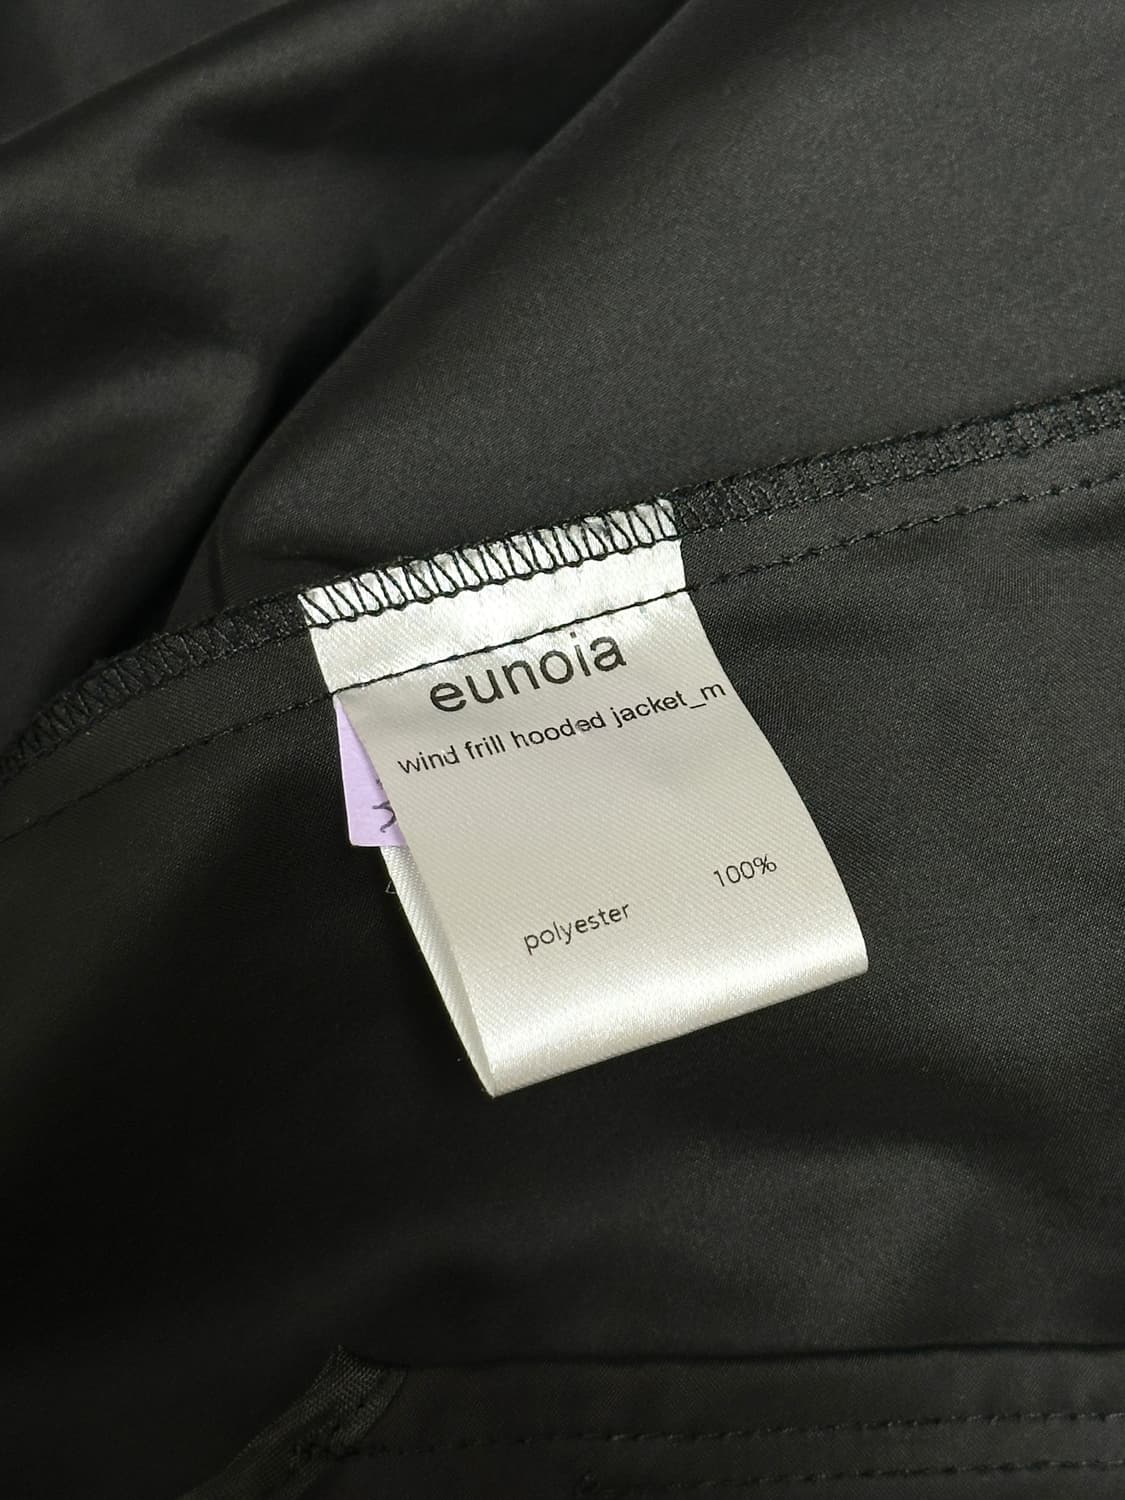 eunoia
wind frill hooded jacket_m
100%
polyester